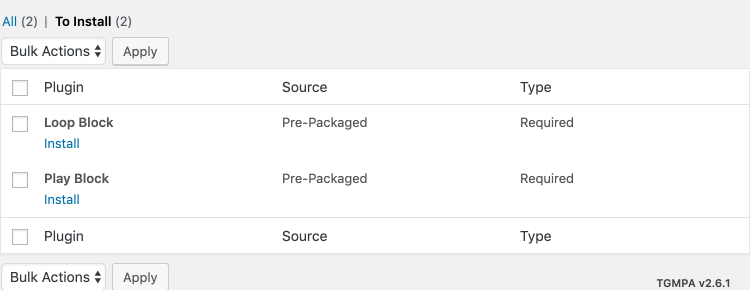 All (2) | To Install (2)
Bulk Actions Apply
Plugin Source Type
Loop Block Pre-Packaged Required
Install
Play Block Pre-Packaged Required
Install
Plugin Source Type
Bulk Actions Apply
TGMPA v2.6.1